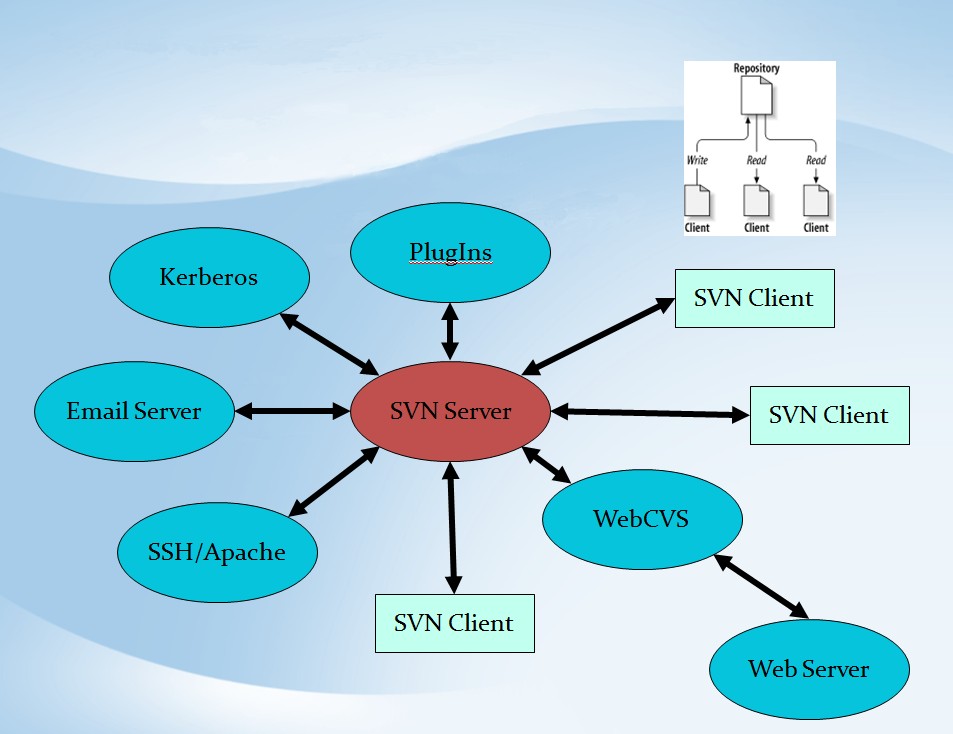 Repository
Write Read Read
Client Client Client
PlugIns
Kerberos
SVN Client
Email Server
SVN Server
SVN Client
WebCVS
SSH/Apache
SVN Client
Web Server